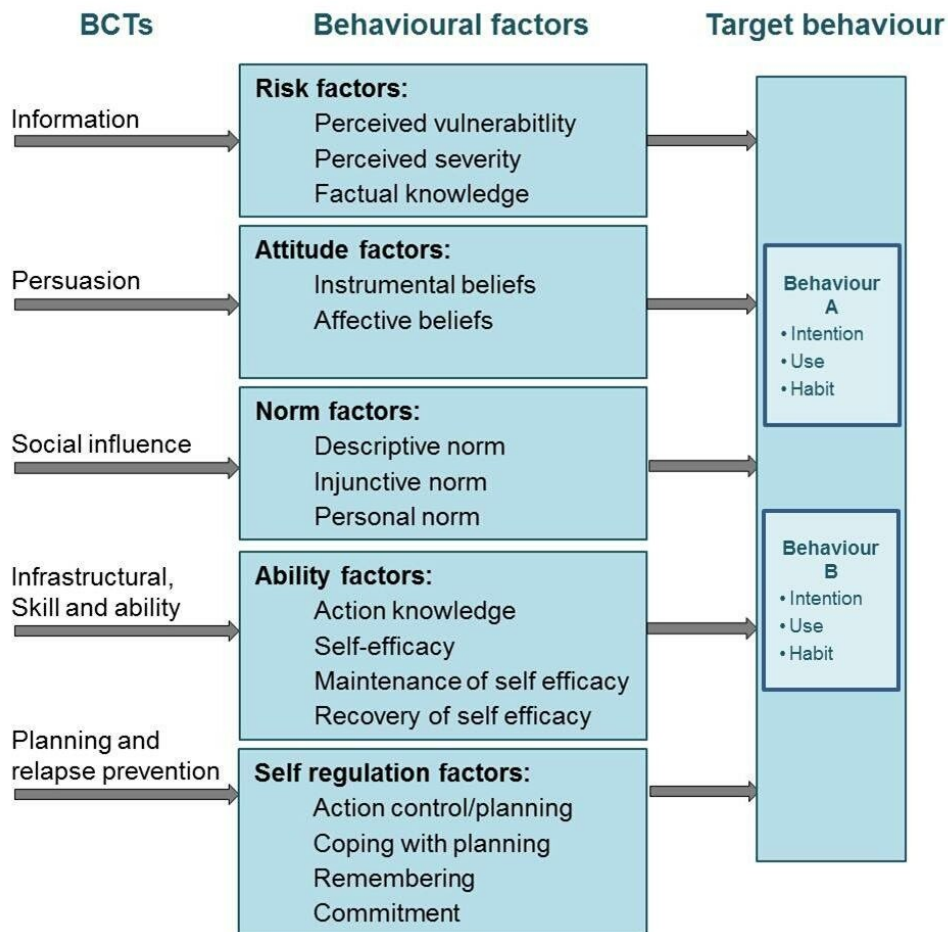 BCTs
Behavioural factors
Target behaviour
Information
Risk factors:
Perceived vulnerabitlity
Perceived severity
Factual knowledge
Persuasion
Attitude factors:
Instrumental beliefs
Affective beliefs
Social influence
Norm factors:
Descriptive norm
Injunctive norm
Personal norm
Infrastructural,
Skill and ability
Ability factors:
Action knowledge
Self-efficacy
Maintenance of self efficacy
Recovery of self efficacy
Planning and
relapse prevention
Self regulation factors:
Action control/planning
Coping with planning
Remembering
Commitment
Behaviour
A
• Intention
• Use
• Habit
Behaviour
B
• Intention
• Use
• Habit